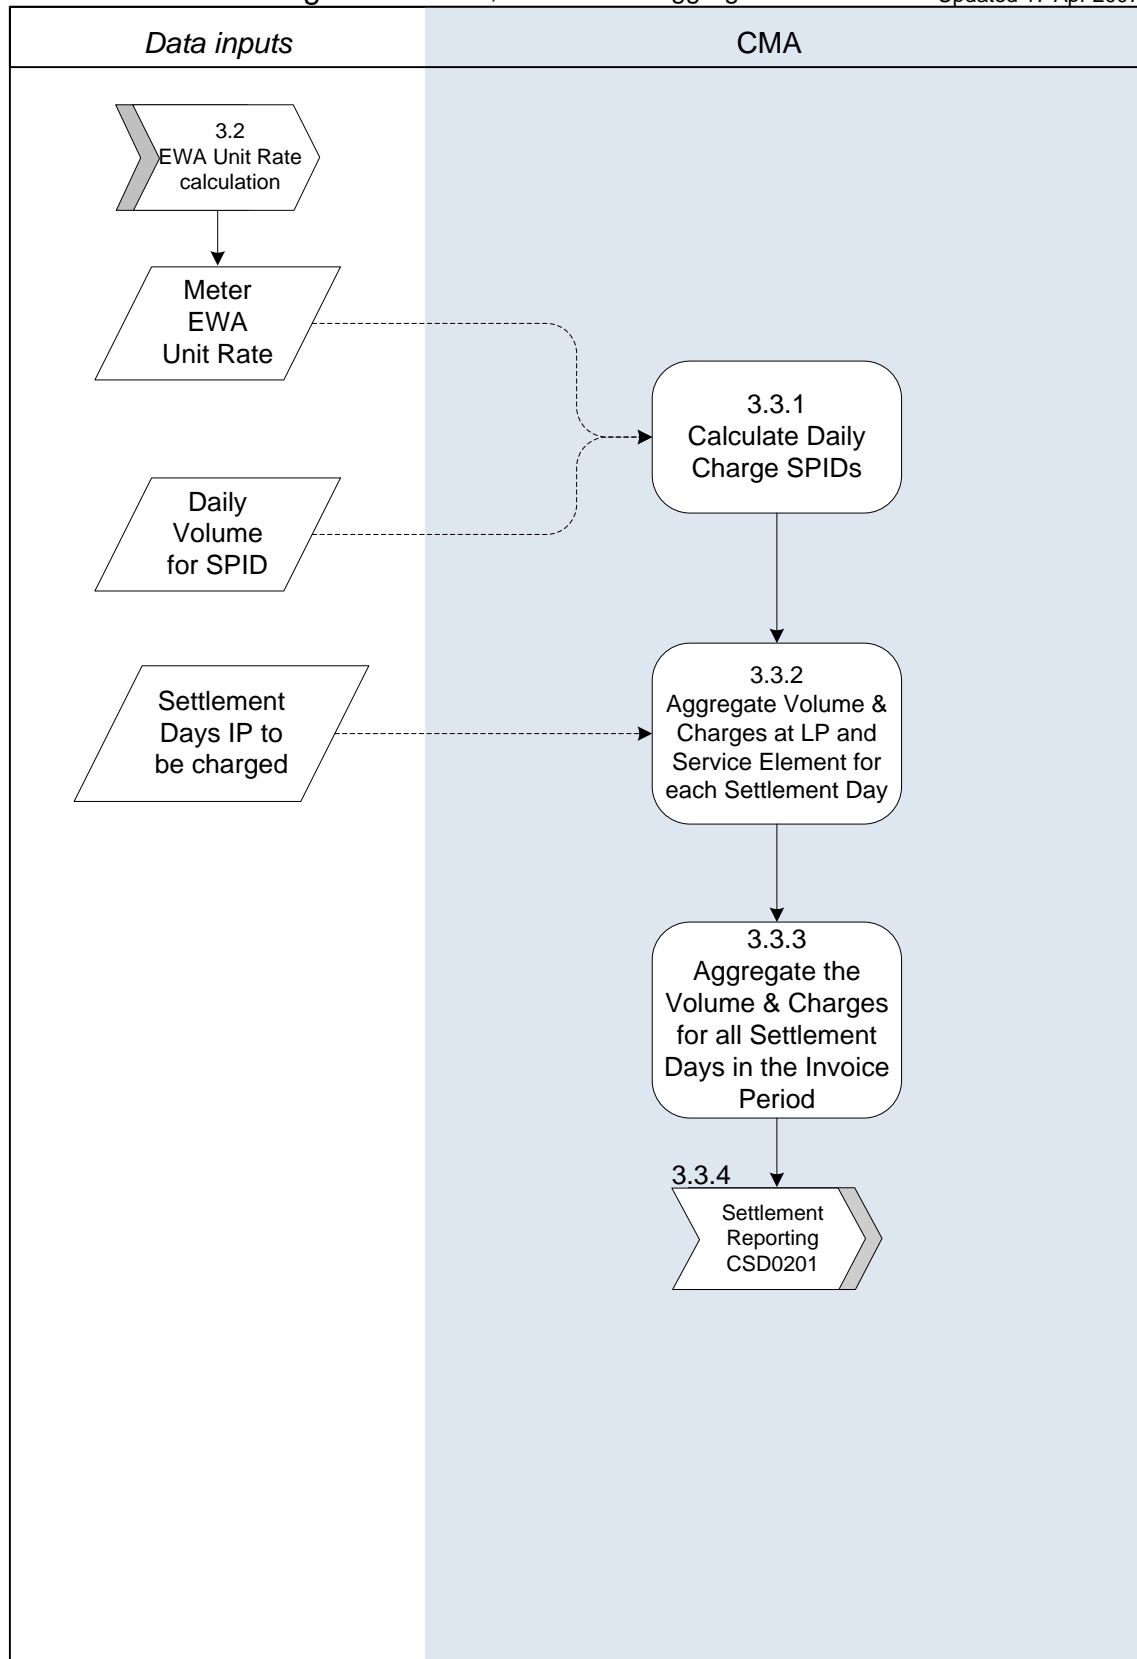 Data inputs
CMA
3.2
EWA Unit Rate
calculation
Meter
EWA
Unit Rate
3.3.1
Calculate Daily
Charge SPIDs
Daily
Volume
for SPID
Settlement
Days IP to
be charged
3.3.2
Aggregate Volume &
Charges at LP and
Service Element for
each Settlement Day
3.3.3
Aggregate the
Volume & Charges
for all Settlement
Days in the Invoice
Period
3.3.4
Settlement
Reporting
CSD0201